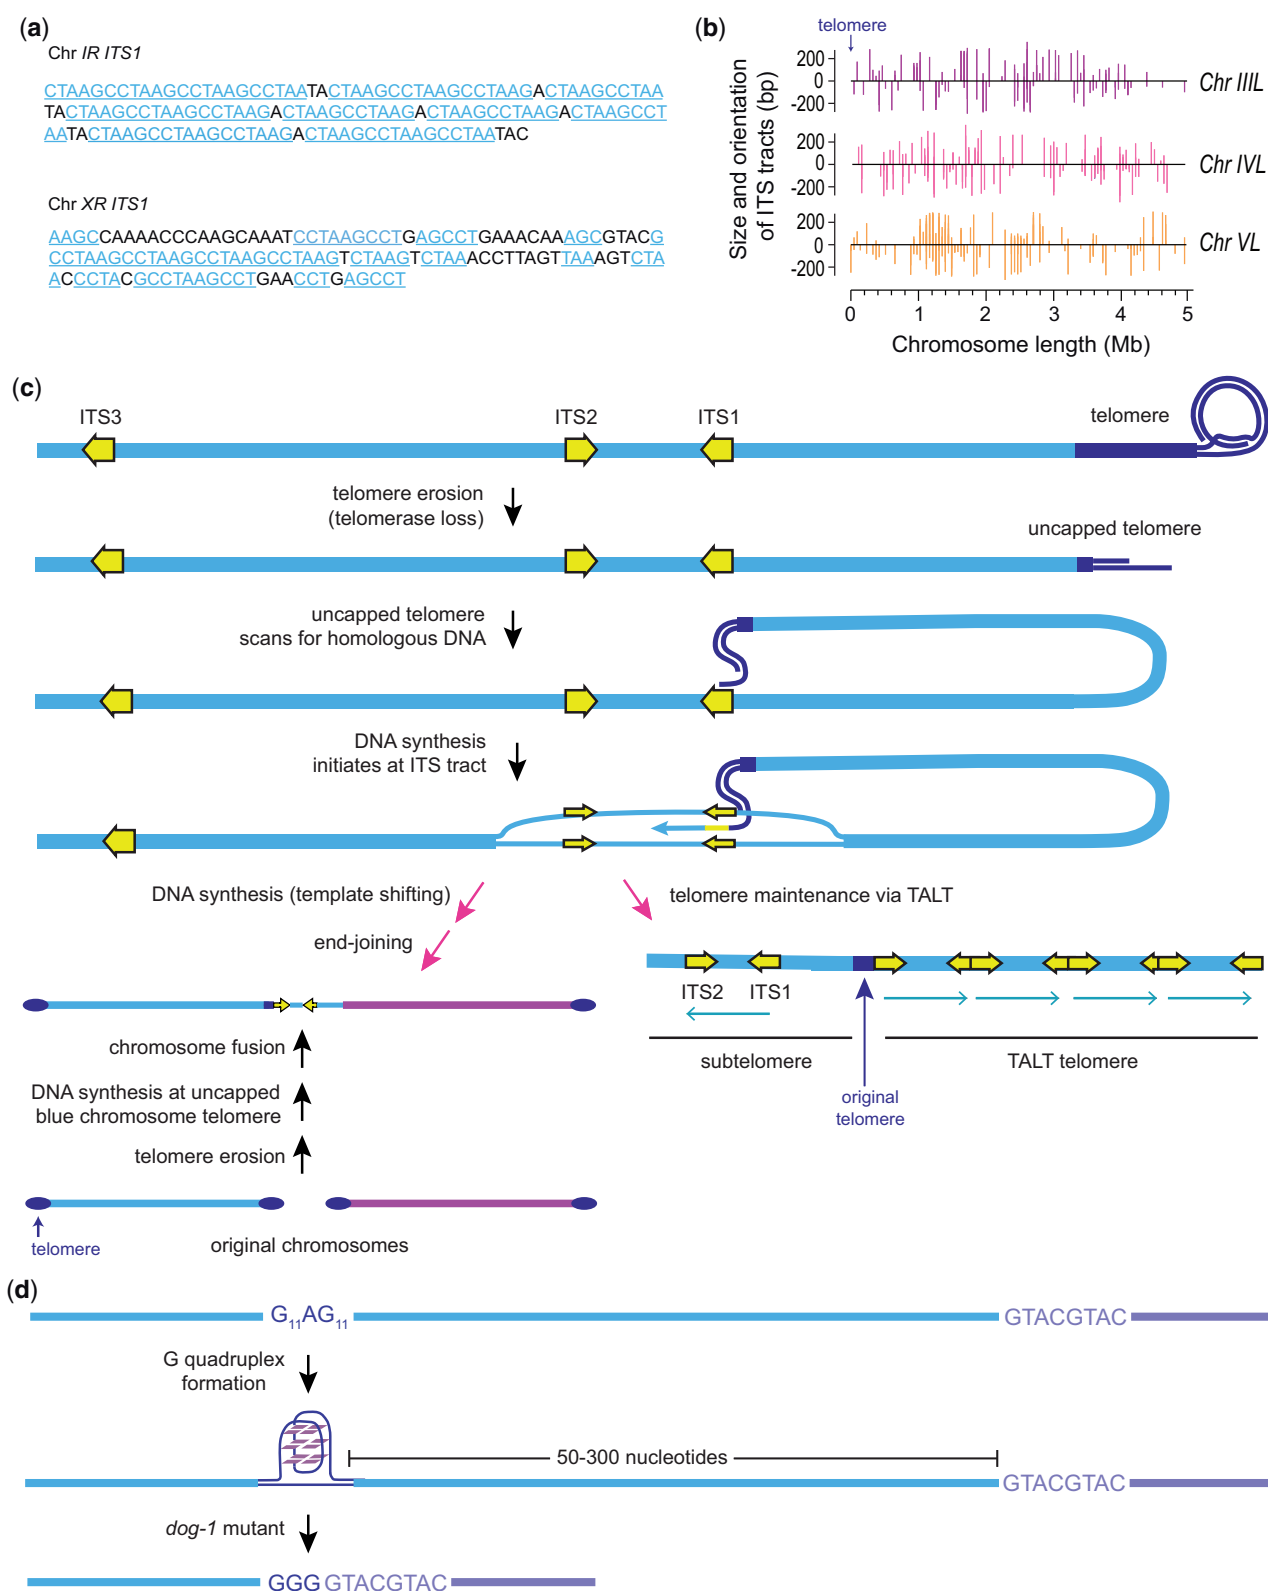 (a)
Chr IR ITS1
CTAAGCCTAAGCCTAAGCCTAATACTAAGCCTAAGCCTAAGACTAAGCCTAA
TACTAAGCCTAAGCCTAAGACTAAGCCTAAGACTAAGCCTAAGACTAAGCCT
AATACTAAGCCTAAGCCTAAGACTAAGCCTAAGCCTAATAC
Chr XR ITS1
AAGCCAAAACCCAAGCAAATCCTAAGCCTGAGCCTGAAACAAAGCGTACG
CCTAAGCCTAAGCCTAAGCCTAAGTCTAAGTCTAAACCTTAGTTAAAGTCTA
ACCCCTACGCCTAAGCCTGAACCTGAGCCT
(b)
telomere
Size and orientation
of ITS tracts (bp)
200
0
-200
Chr IIIL
200
0
-200
Chr IVL
200
0
-200
Chr VL
0 1 2 3 4 5
Chromosome length (Mb)
(c)
ITS3 ITS2 ITS1 telomere
telomere erosion
(telomerase loss)
uncapped telomere
uncapped telomere
scans for homologous DNA
DNA synthesis
initiates at ITS tract
DNA synthesis (template shifting)
end-joining
telomere maintenance via TALT
ITS2 ITS1
subtelomere
TALT telomere
original
telomere
chromosome fusion
DNA synthesis at uncapped
blue chromosome telomere
telomere erosion
telomere
original chromosomes
(d)
G11AG11 GTACGTAC
G quadruplex
formation
50-300 nucleotides
GTACGTAC
dog-1 mutant
GGG GTACGTAC